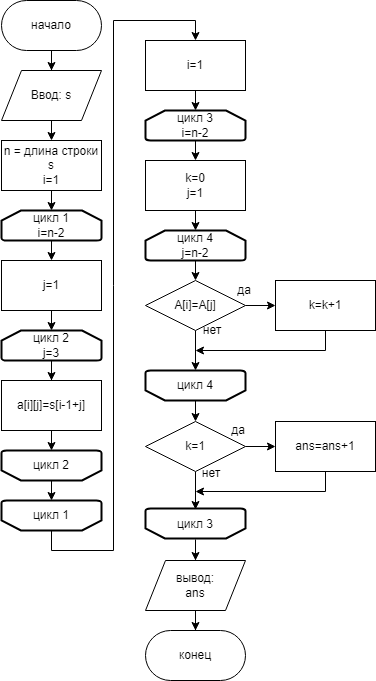 начало
Ввод: s
n = длина строки
s
i=1
цикл 1
i=n-2
j=1
цикл 2
j=3
a[i][j]=s[i-1+j]
цикл 2
цикл 1
i=1
цикл 3
i=n-2
k=0
j=1
цикл 4
j=n-2
A[i]=A[j]
да
k=k+1
нет
цикл 4
k=1
да
ans=ans+1
нет
цикл 3
вывод:
ans
конец